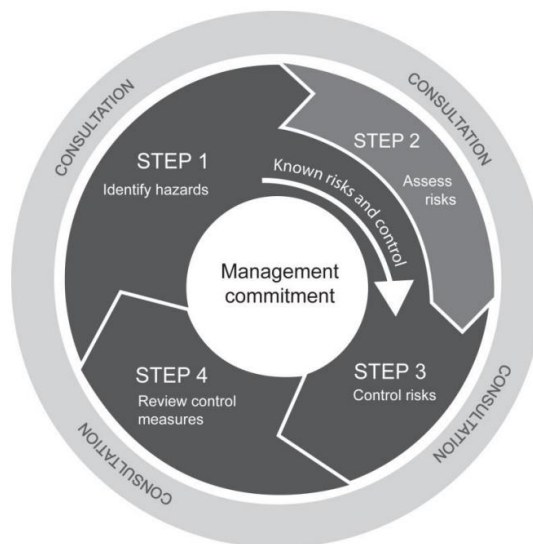 CONSULTATION
CONSULTATION
STEP 1
Identify hazards
STEP 2
Assess
risks
Known risks and control
Management
commitment
STEP 3
Control risks
STEP 4
Review control
measures
CONSULTATION
CONSULTATION